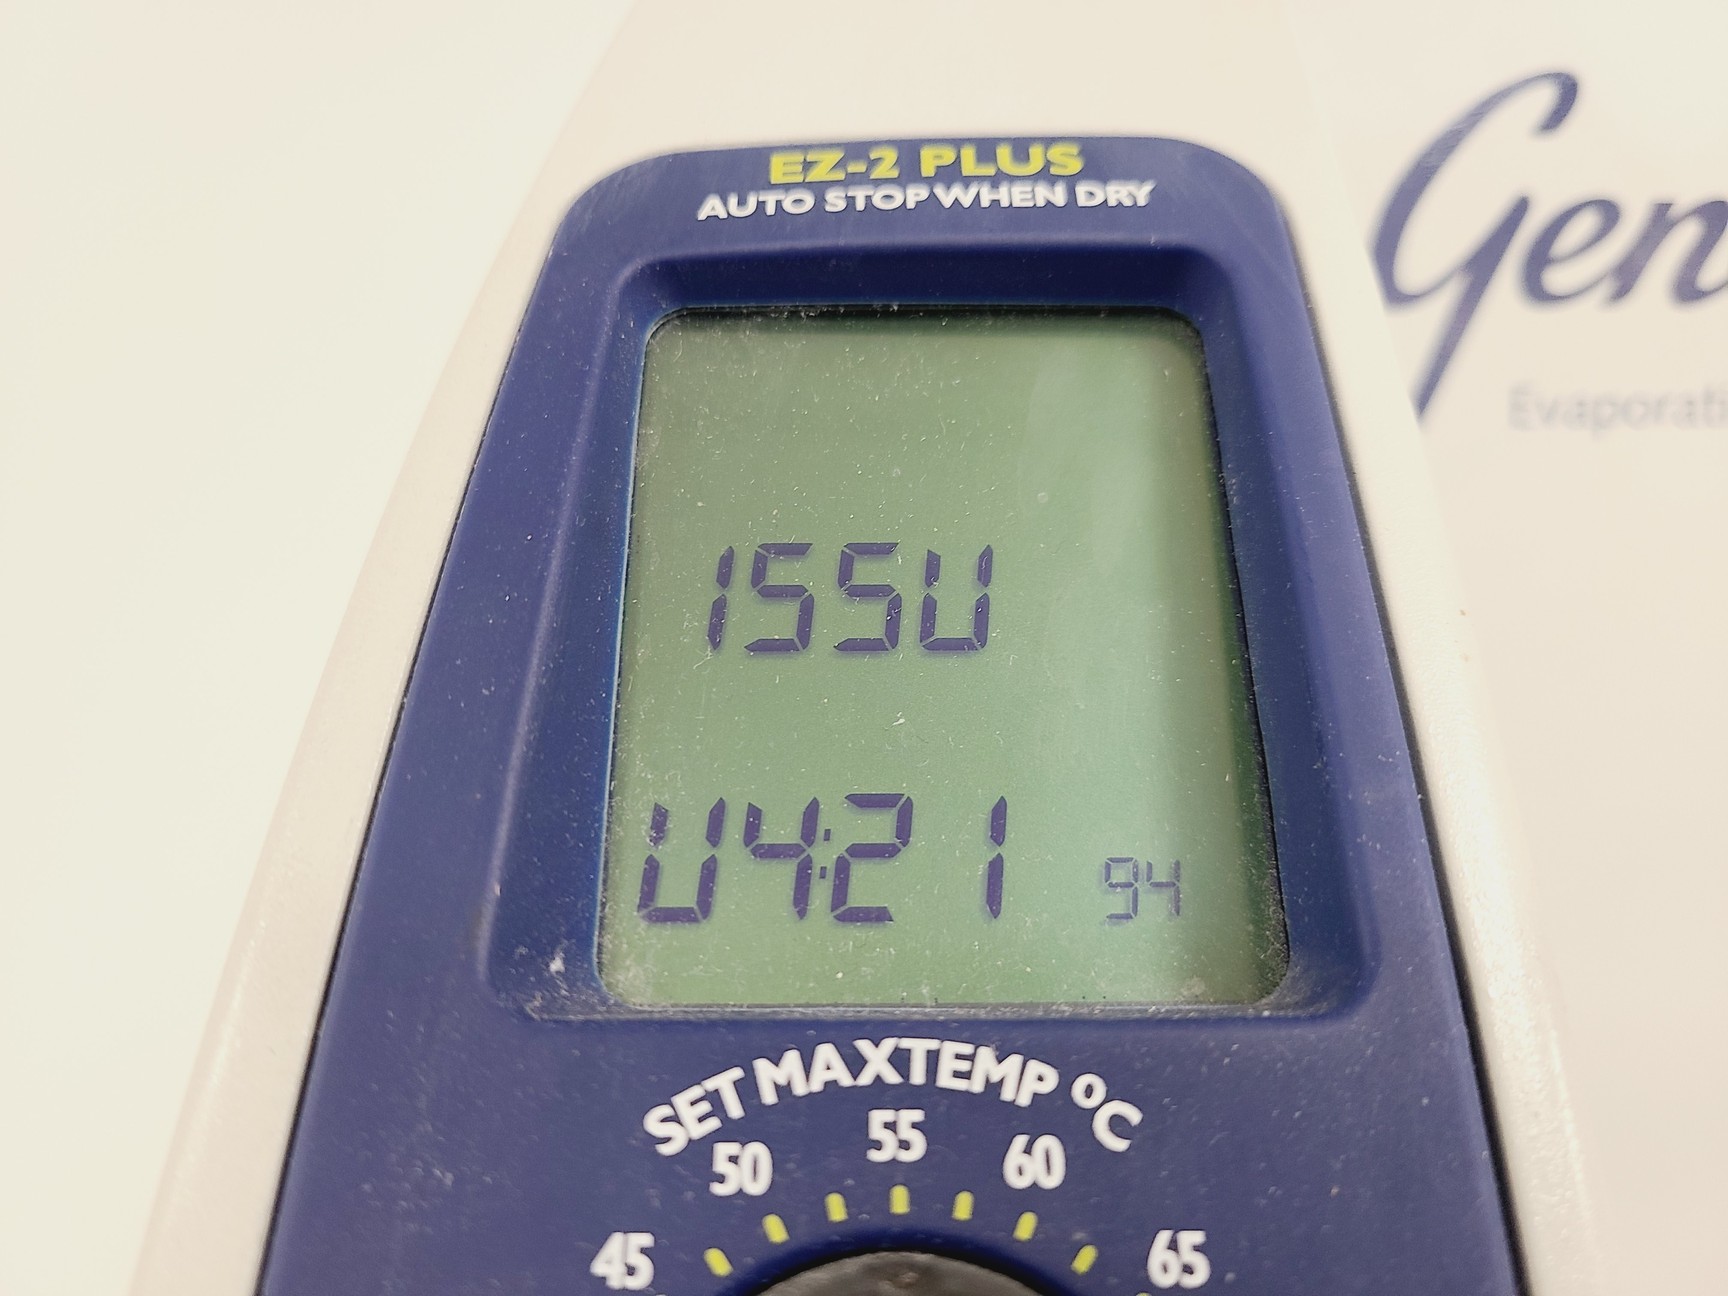 EZ-2 PLUS
AUTO STOP WHEN DRY
Gen
Evaporati
ISSU
U4:21 94
SET MAXTEMP °C
45 50 55 60 65